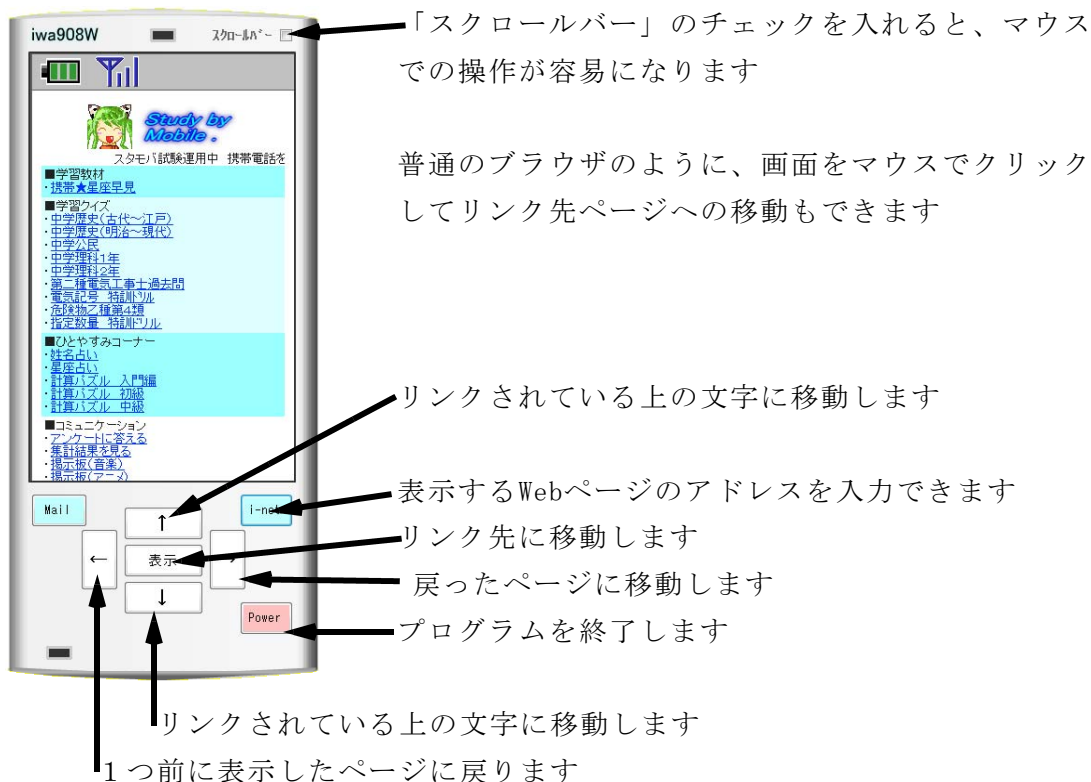 iwa908W
ｽｸﾛｰﾙﾊﾞｰ
「スクロールバー」のチェックを入れると、マウス
での操作が容易になります
普通のブラウザのように、画面をマウスでクリック
してリンク先ページへの移動もできます
Study by
Mobile .
スタモバ試験運用中 携帯電話を
■学習教材
・携帯★星座早見
■学習クイズ
・中学歴史(古代～江戸)
・中学歴史(明治～現代)
・中学公民
・中学理科1年
・中学理科2年
・第二種電気工事士過去問
・電気記号 特訓ﾄﾞﾘﾙ
・危険物乙種第4類
・指定数量 特訓ドリル
■ひとやすみコーナー
・姓名占い
・星座占い
・計算パズル 入門編
・計算パズル 初級
・計算パズル 中級
■コミュニケーション
・アンケートに答える
・集計結果を見る
・掲示板(音楽)
・掲示板(アニメ)
リンクされている上の文字に移動します
表示するWebページのアドレスを入力できます
リンク先に移動します
戻ったページに移動します
プログラムを終了します
Mail
↑
i-net
←
表示
→
↓
Power
リンクされている上の文字に移動します
１つ前に表示したページに戻ります